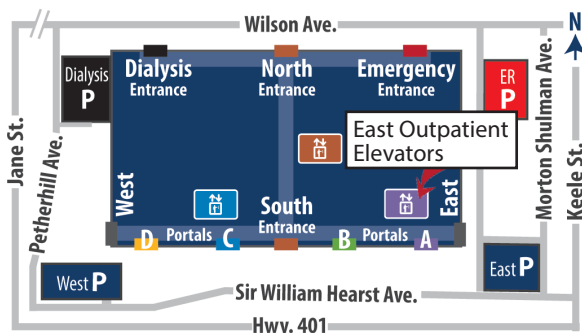 Wilson Ave.
N
Dialysis
P
Dialysis
Entrance
North
Entrance
Emergency
Entrance
ER
P
East Outpatient
Elevators
Jane St.
Petherhill Ave.
West
East
Morton Shulman Ave.
Keele St.
South
Entrance
D
Portals
C
B
Portals
A
West P
East P
Sir William Hearst Ave.
Hwy. 401